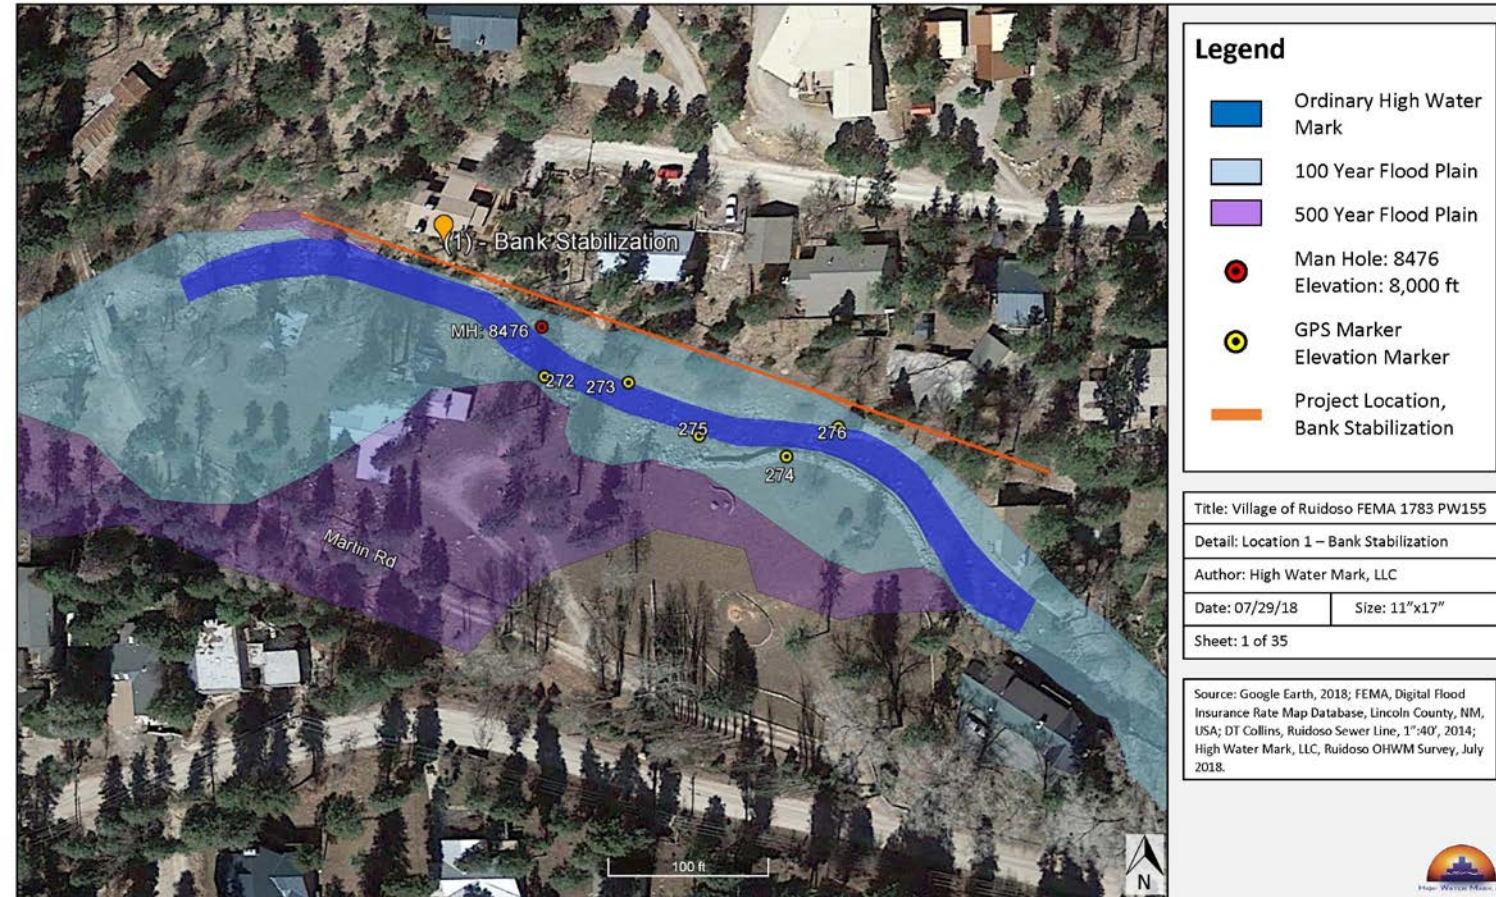 (1) - Bank Stabilization
MH: 8476
272
273
275
276
274
Martin Rd
100 ft
N
Legend
Ordinary High Water
Mark
100 Year Flood Plain
500 Year Flood Plain
Man Hole: 8476
Elevation: 8,000 ft
GPS Marker
Elevation Marker
Project Location,
Bank Stabilization
Title: Village of Ruidoso FEMA 1783 PW155
Detail: Location 1 – Bank Stabilization
Author: High Water Mark, LLC
Date: 07/29/18
Size: 11”x17”
Sheet: 1 of 35
Source: Google Earth, 2018; FEMA, Digital Flood
Insurance Rate Map Database, Lincoln County, NM,
USA; DT Collins, Ruidoso Sewer Line, 1”:40’, 2014;
High Water Mark, LLC, Ruidoso OHWM Survey, July
2018.
High Water Mark,